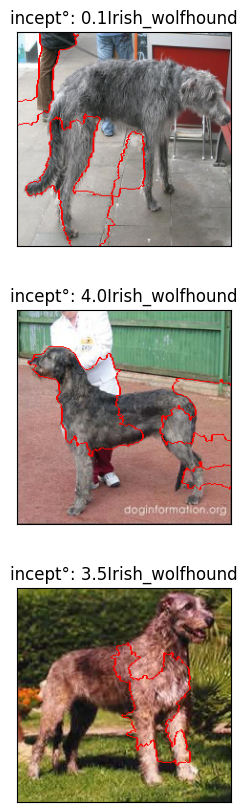 incept°: 0.1Irish_wolfhound
incept°: 4.0Irish_wolfhound
doginformation.org
incept°: 3.5Irish_wolfhound